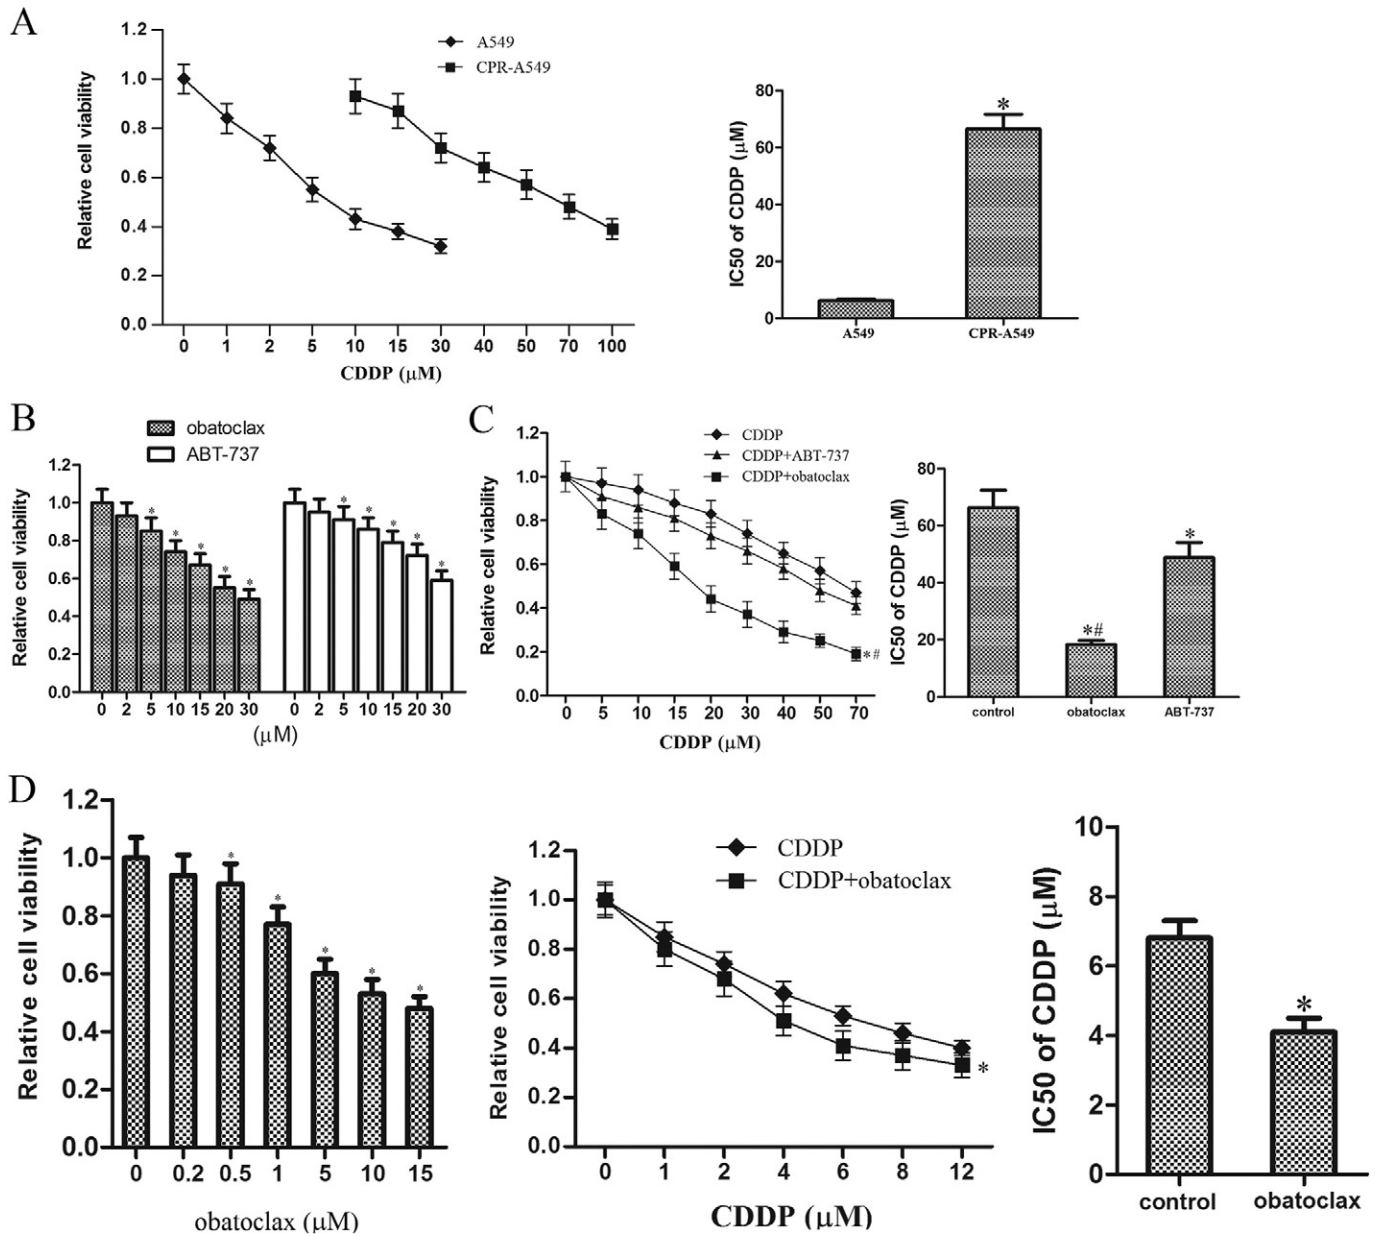 A
A549
CPR-A549
Relative cell viability
1.2
1.0
0.8
0.6
0.4
0.2
0.0
0 1 2 5 10 15 30 40 50 70 100
CDDP (μM)
IC50 of CDDP (μM)
80
60
40
20
0
*
A549 CPR-A549
B
obatoclax
ABT-737
Relative cell viability
1.2
1.0
0.8
0.6
0.4
0.2
0.0
* * * * * * * * * *
0 2 5 10 15 20 30 0 2 5 10 15 20 30
(μM)
C
CDDP
CDDP+ABT-737
CDDP+obatoclax
Relative cell viability
1.2
1.0
0.8
0.6
0.4
0.2
0.0
*#
0 5 10 15 20 30 40 50 70
CDDP (μM)
IC50 of CDDP (μM)
80
60
40
20
0
*#
*
control obatoclax ABT-737
D
Relative cell viability
1.2
1.0
0.8
0.6
0.4
0.2
0.0
* * * * *
0 0.2 0.5 1 5 10 15
obatoclax (μM)
CDDP
CDDP+obatoclax
Relative cell viability
1.2
1.0
0.8
0.6
0.4
0.2
0.0
*
0 1 2 4 6 8 12
CDDP (μM)
IC50 of CDDP (μM)
10
8
6
4
2
0
*
control obatoclax